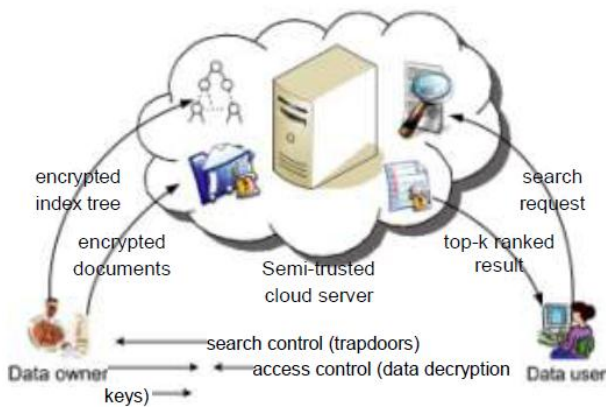 encrypted
index tree
encrypted
documents
Semi-trusted
cloud server
search
request
top-k ranked
result
search control (trapdoors)
access control (data decryption
keys)
Data owner
Data user